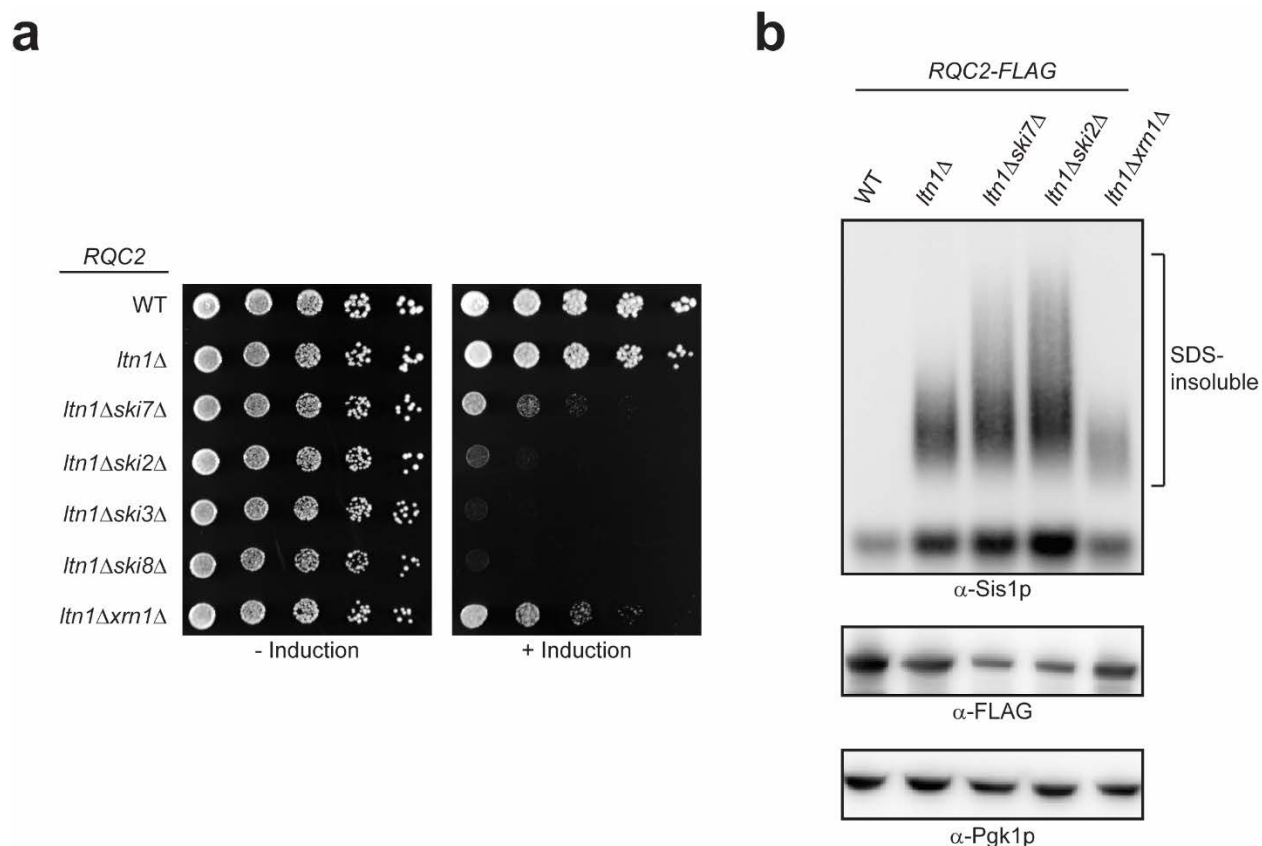 a
RQC2
WT
ltn1Δ
ltn1Δski7Δ
ltn1Δski2Δ
ltn1Δski3Δ
ltn1Δski8Δ
ltn1Δxrn1Δ
- Induction
+ Induction
b
RQC2-FLAG
WT
ltn1Δ
ltn1Δski7Δ
ltn1Δski2Δ
ltn1Δxrn1Δ
SDS-
insoluble
α-Sis1p
α-FLAG
α-Pgk1p